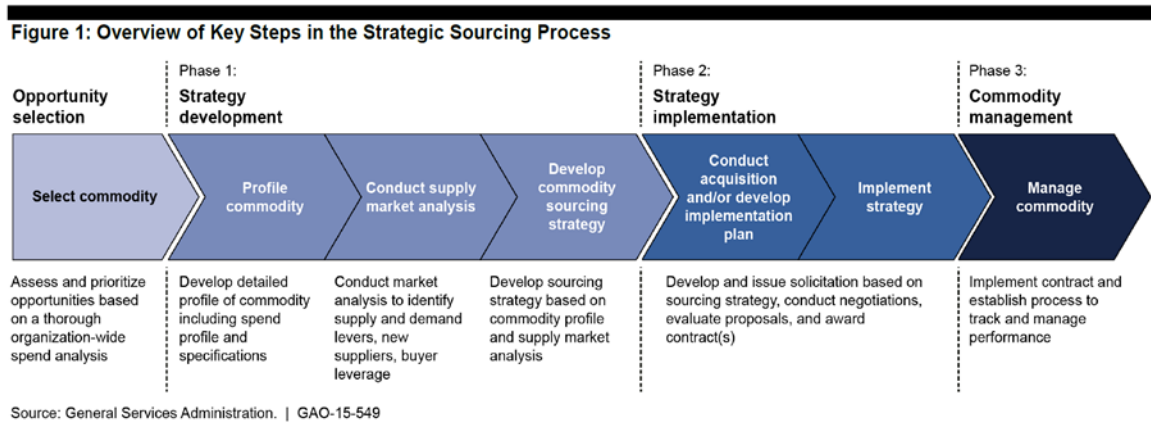 Figure 1: Overview of Key Steps in the Strategic Sourcing Process
Opportunity
selection
Phase 1:
Strategy
development
Phase 2:
Strategy
implementation
Phase 3:
Commodity
management
Select commodity
Profile
commodity
Conduct supply
market analysis
Develop
commodity
sourcing
strategy
Conduct
acquisition
and/or develop
implementation
plan
Implement
strategy
Manage
commodity
Assess and prioritize
opportunities based
on a thorough
organization-wide
spend analysis
Develop detailed
profile of commodity
including spend
profile and
specifications
Conduct market
analysis to identify
supply and demand
levers, new
suppliers, buyer
leverage
Develop sourcing
strategy based on
commodity profile
and supply market
analysis
Develop and issue solicitation based on
sourcing strategy, conduct negotiations,
evaluate proposals, and award
contract(s)
Implement contract and
establish process to
track and manage
performance
Source: General Services Administration. | GAO-15-549